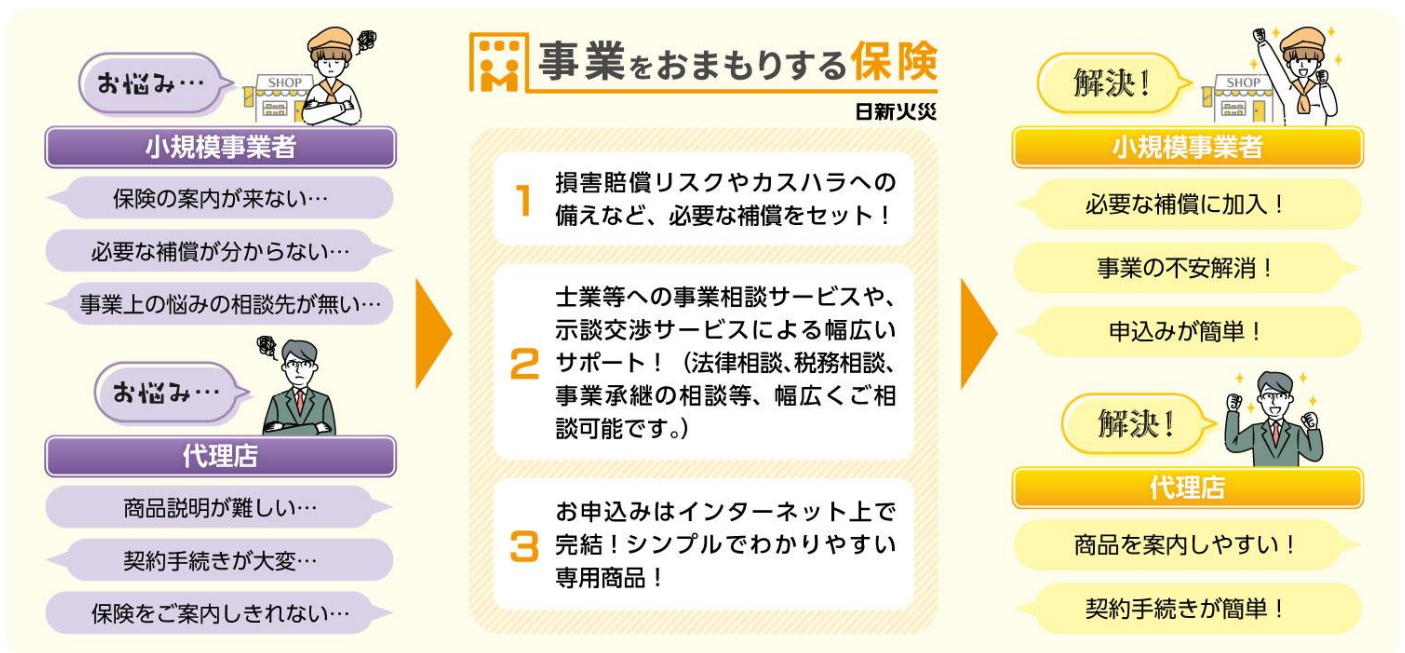 お悩み…
SHOP
小規模事業者
保険の案内が来ない…
必要な補償が分からない…
事業上の悩みの相談先が無い…
お悩み…
代理店
商品説明が難しい…
契約手続きが大変…
保険をご案内しきれない…
事業をおまもりする保険
日新火災
1
損害賠償リスクやカスハラへの
備えなど、必要な補償をセット！
2
士業等への事業相談サービスや、
示談交渉サービスによる幅広い
サポート！（法律相談、税務相談、
事業承継の相談等、幅広くご相
談可能です。）
3
お申込みはインターネット上で
完結！シンプルでわかりやすい
専用商品！
解決！
SHOP
小規模事業者
必要な補償に加入！
事業の不安解消！
申込みが簡単！
解決！
代理店
商品を案内しやすい！
契約手続きが簡単！